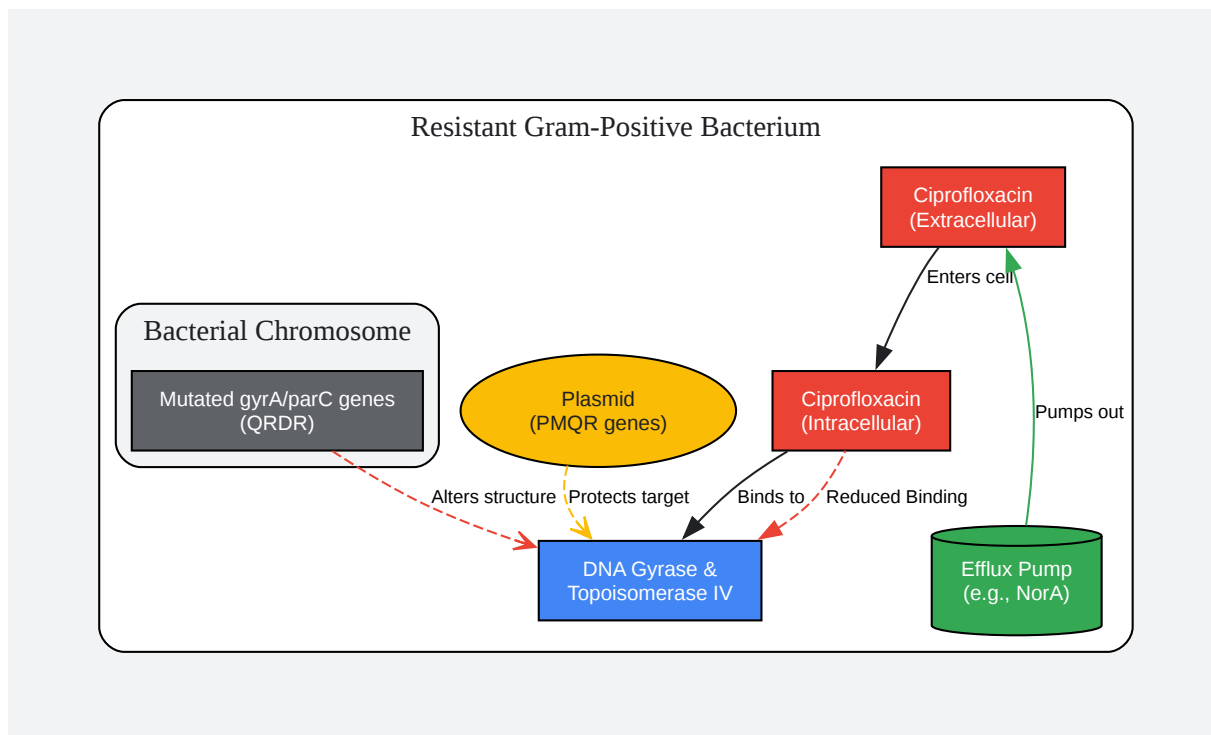 Resistant Gram-Positive Bacterium
Ciprofloxacin
(Extracellular)
Enters cell
Bacterial Chromosome
Mutated gyrA/parC genes
(QRDR)
Plasmid
(PMQR genes)
Ciprofloxacin
(Intracellular)
Pumps out
Alters structure
Protects target
Binds to
Reduced Binding
DNA Gyrase &
Topoisomerase IV
Efflux Pump
(e.g., NorA)